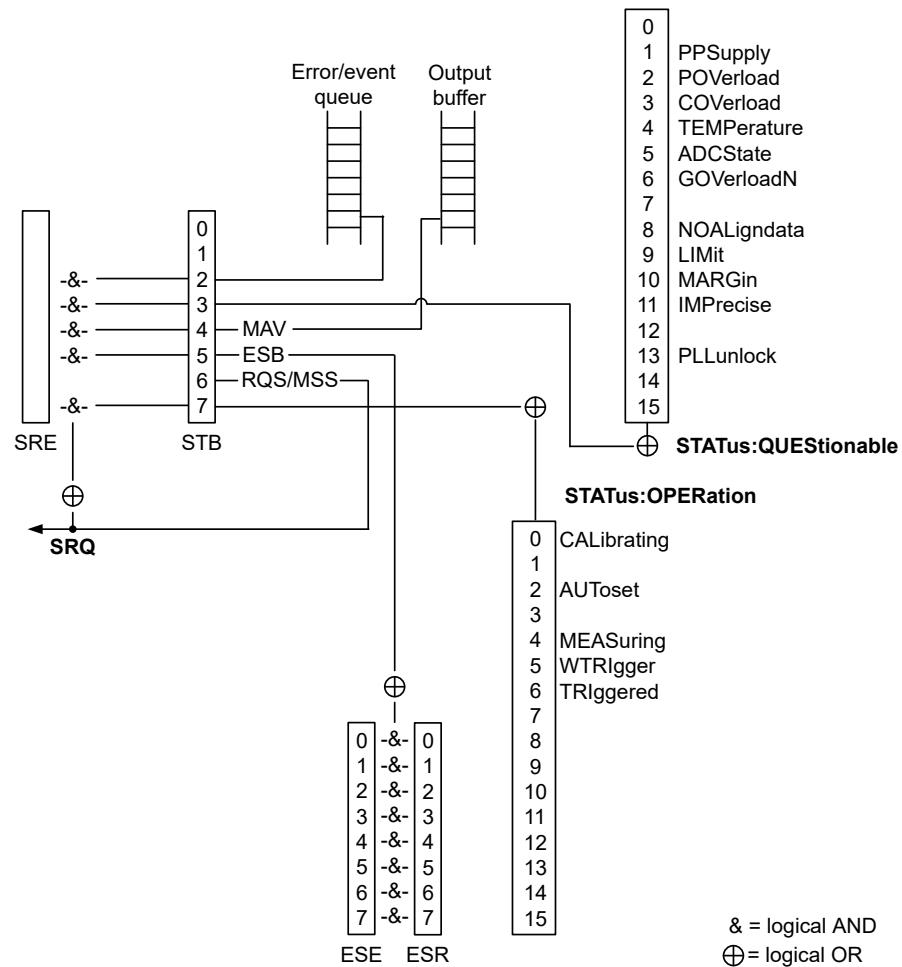 Error/event
queue
Output
buffer
0
1 PPSupply
2 POVerload
3 COVerload
4 TEMPerature
5 ADCState
6 GOVerloadN
7
8 NOALigndata
9 LIMit
10 MARGin
11 IMPrecise
12
13 PLLunlock
14
15
STATus:QUEStionable
0
1
-&- 2
-&- 3
-&- 4 MAV
-&- 5 ESB
6 RQS/MSS
-&- 7
SRE STB
SRQ
STATus:OPERation
0 CALibrating
1
2 AUToset
3
4 MEASuring
5 WTRIgger
6 TRIggered
7
8
9
10
11
12
13
14
15
0 -&- 0
1 -&- 1
2 -&- 2
3 -&- 3
4 -&- 4
5 -&- 5
6 -&- 6
7 -&- 7
ESE ESR
& = logical AND
⊕ = logical OR